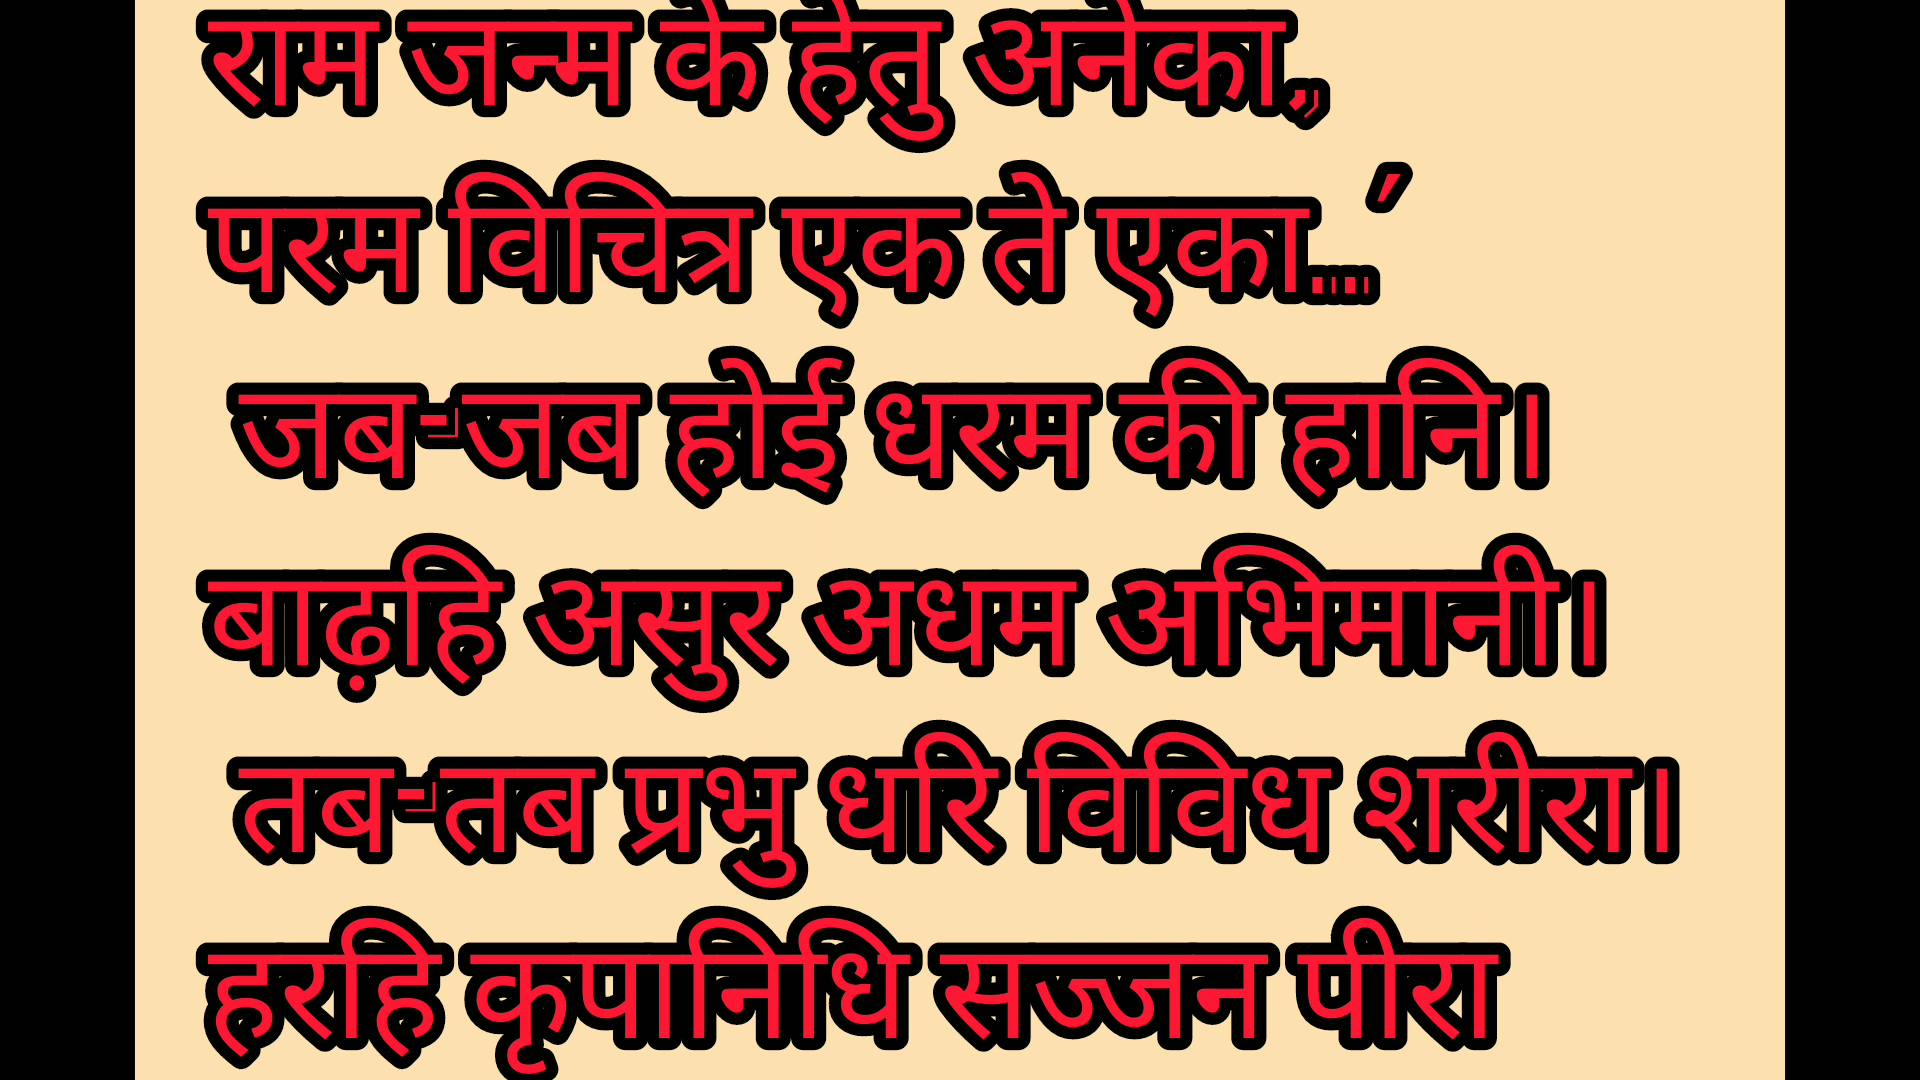 राम जन्म के हेतु अनेका,
परम विचित्र एक ते एका...’
जब-जब होई धरम की हानि।
बाढ़हि असुर अधम अभिमानी।
तब-तब प्रभु धरि विविध शरीरा।
हरहि कृपानिधि सज्जन पीरा